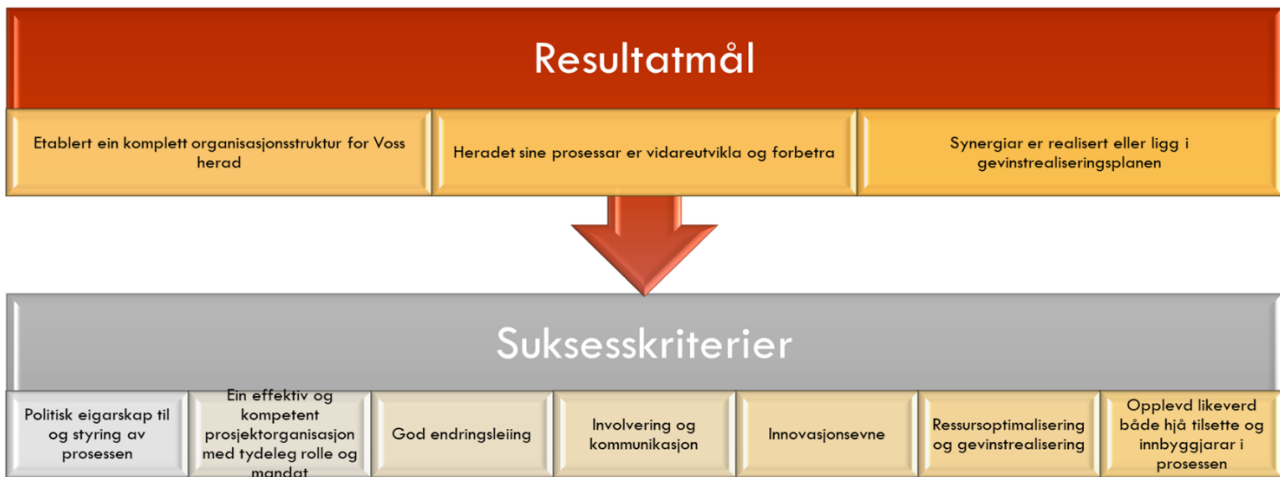 Resultatmål
Etablert ein komplett organisasjonsstruktur for Voss
herad
Heradet sine prosessar er vidareutvikla og forbetra
Synergiar er realisert eller ligg i
gevinstrealiseringsplanen
Suksesskriterier
Politisk eigarskap til
og styring av
prosessen
Ein effektiv og
kompetent
prosjektorganisasjon
med tydeleg rolle og
mandat
God endringsleiing
Involvering og
kommunikasjon
Innovasjonsevne
Ressursoptimalisering
og gevinstrealisering
Opplevd likeverd
både hjå tilsette og
innbyggjarar i
prosessen